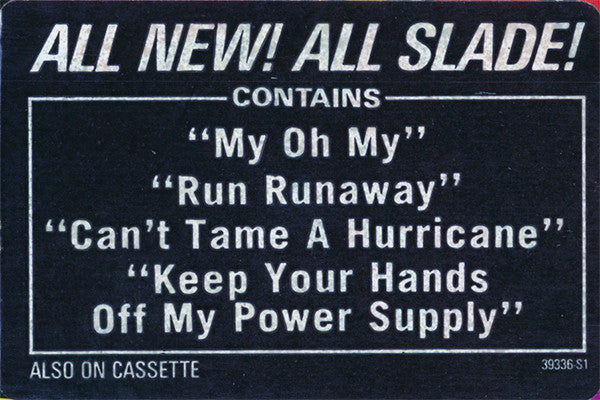 ALL NEW! ALL SLADE!
CONTAINS
“My Oh My”
“Run Runaway”
“Can't Tame A Hurricane”
“Keep Your Hands
Off My Power Supply”
ALSO ON CASSETTE
39336-S1